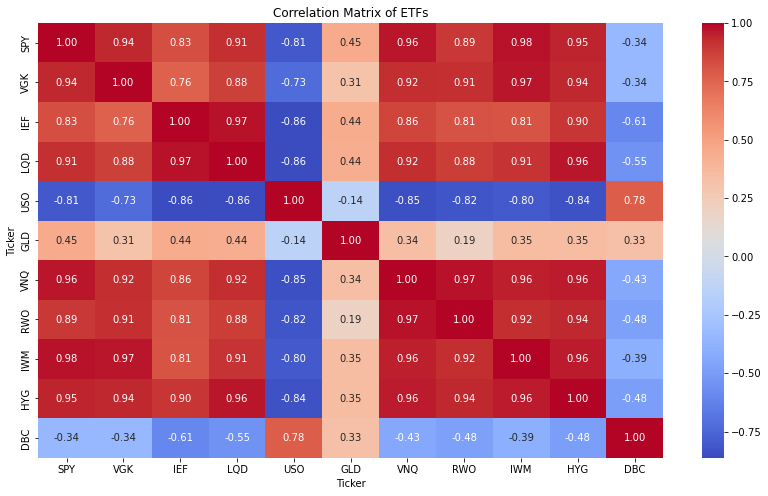 Correlation Matrix of ETFs
SPY 1.00 0.94 0.83 0.91 -0.81 0.45 0.96 0.89 0.98 0.95 -0.34
VGK 0.94 1.00 0.76 0.88 -0.73 0.31 0.92 0.91 0.97 0.94 -0.34
IEF 0.83 0.76 1.00 0.97 -0.86 0.44 0.86 0.81 0.81 0.90 -0.61
LQD 0.91 0.88 0.97 1.00 -0.86 0.44 0.92 0.88 0.91 0.96 -0.55
USO -0.81 -0.73 -0.86 -0.86 1.00 -0.14 -0.85 -0.82 -0.80 -0.84 0.78
GLD 0.45 0.31 0.44 0.44 -0.14 1.00 0.34 0.19 0.35 0.35 0.33
VNQ 0.96 0.92 0.86 0.92 -0.85 0.34 1.00 0.97 0.96 0.96 -0.43
RWO 0.89 0.91 0.81 0.88 -0.82 0.19 0.97 1.00 0.92 0.94 -0.48
IWM 0.98 0.97 0.81 0.91 -0.80 0.35 0.96 0.92 1.00 0.96 -0.39
HYG 0.95 0.94 0.90 0.96 -0.84 0.35 0.96 0.94 0.96 1.00 -0.48
DBC -0.34 -0.34 -0.61 -0.55 0.78 0.33 -0.43 -0.48 -0.39 -0.48 1.00
SPY VGK IEF LQD USO GLD VNQ RWO IWM HYG DBC
Ticker
Ticker
1.00
0.75
0.50
0.25
0.00
−0.25
−0.50
−0.75